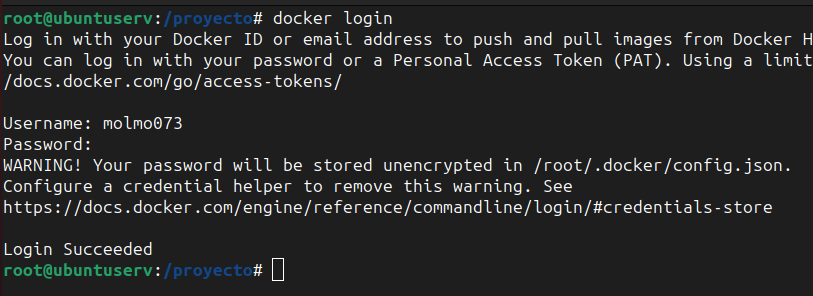 root@ubuntuserv:/proyecto# docker login
Log in with your Docker ID or email address to push and pull images from Docker H
You can log in with your password or a Personal Access Token (PAT). Using a limit
/docs.docker.com/go/access-tokens/
Username: molmo073
Password:
WARNING! Your password will be stored unencrypted in /root/.docker/config.json.
Configure a credential helper to remove this warning. See
https://docs.docker.com/engine/reference/commandline/login/#credentials-store
Login Succeeded
root@ubuntuserv:/proyecto#